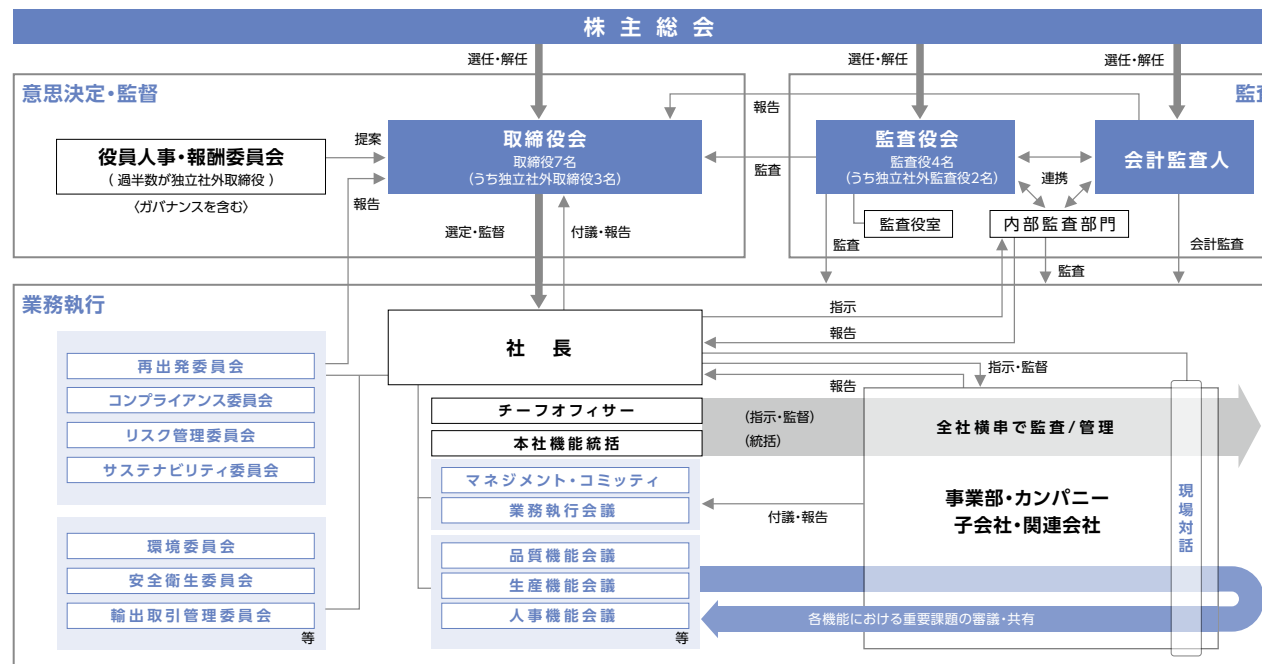 株主総会
選任・解任
選任・解任
選任・解任
意思決定・監督
監査
報告
取締役会
取締役7名
(うち独立社外取締役3名)
監査役会
監査役4名
(うち独立社外監査役2名)
会計監査人
提案
役員人事・報酬委員会
(過半数が独立社外取締役)
〈ガバナンスを含む〉
報告
監査
連携
監査役室
内部監査部門
選定・監督
付議・報告
監査
監査
会計監査
業務執行
社長
指示
報告
指示・監督
報告
再出発委員会
コンプライアンス委員会
リスク管理委員会
サステナビリティ委員会
環境委員会
安全衛生委員会
輸出取引管理委員会
等
チーフオフィサー
本社機能統括
(指示・監督)
(統括)
全社横串で監査/管理
マネジメント・コミッティ
業務執行会議
付議・報告
事業部・カンパニー
子会社・関連会社
現場対話
品質機能会議
生産機能会議
人事機能会議
等
各機能における重要課題の審議・共有